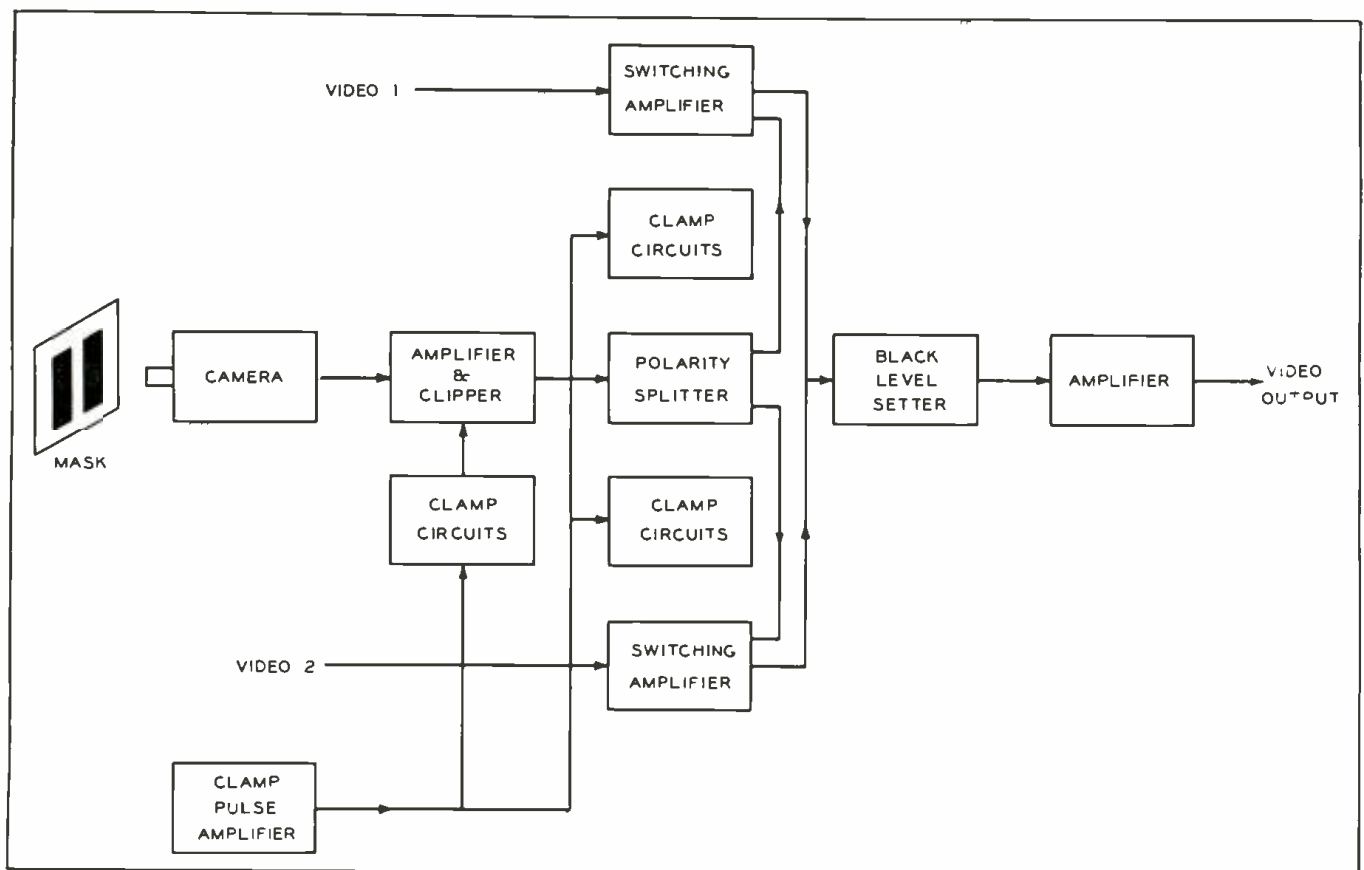 VIDEO 1
SWITCHING
AMPLIFIER
CLAMP
CIRCUITS
MASK
CAMERA
AMPLIFIER
&
CLIPPER
POLARITY
SPLITTER
BLACK
LEVEL
SETTER
AMPLIFIER
VIDEO
OUTPUT
CLAMP
CIRCUITS
CLAMP
CIRCUITS
VIDEO 2
SWITCHING
AMPLIFIER
CLAMP
PULSE
AMPLIFIER